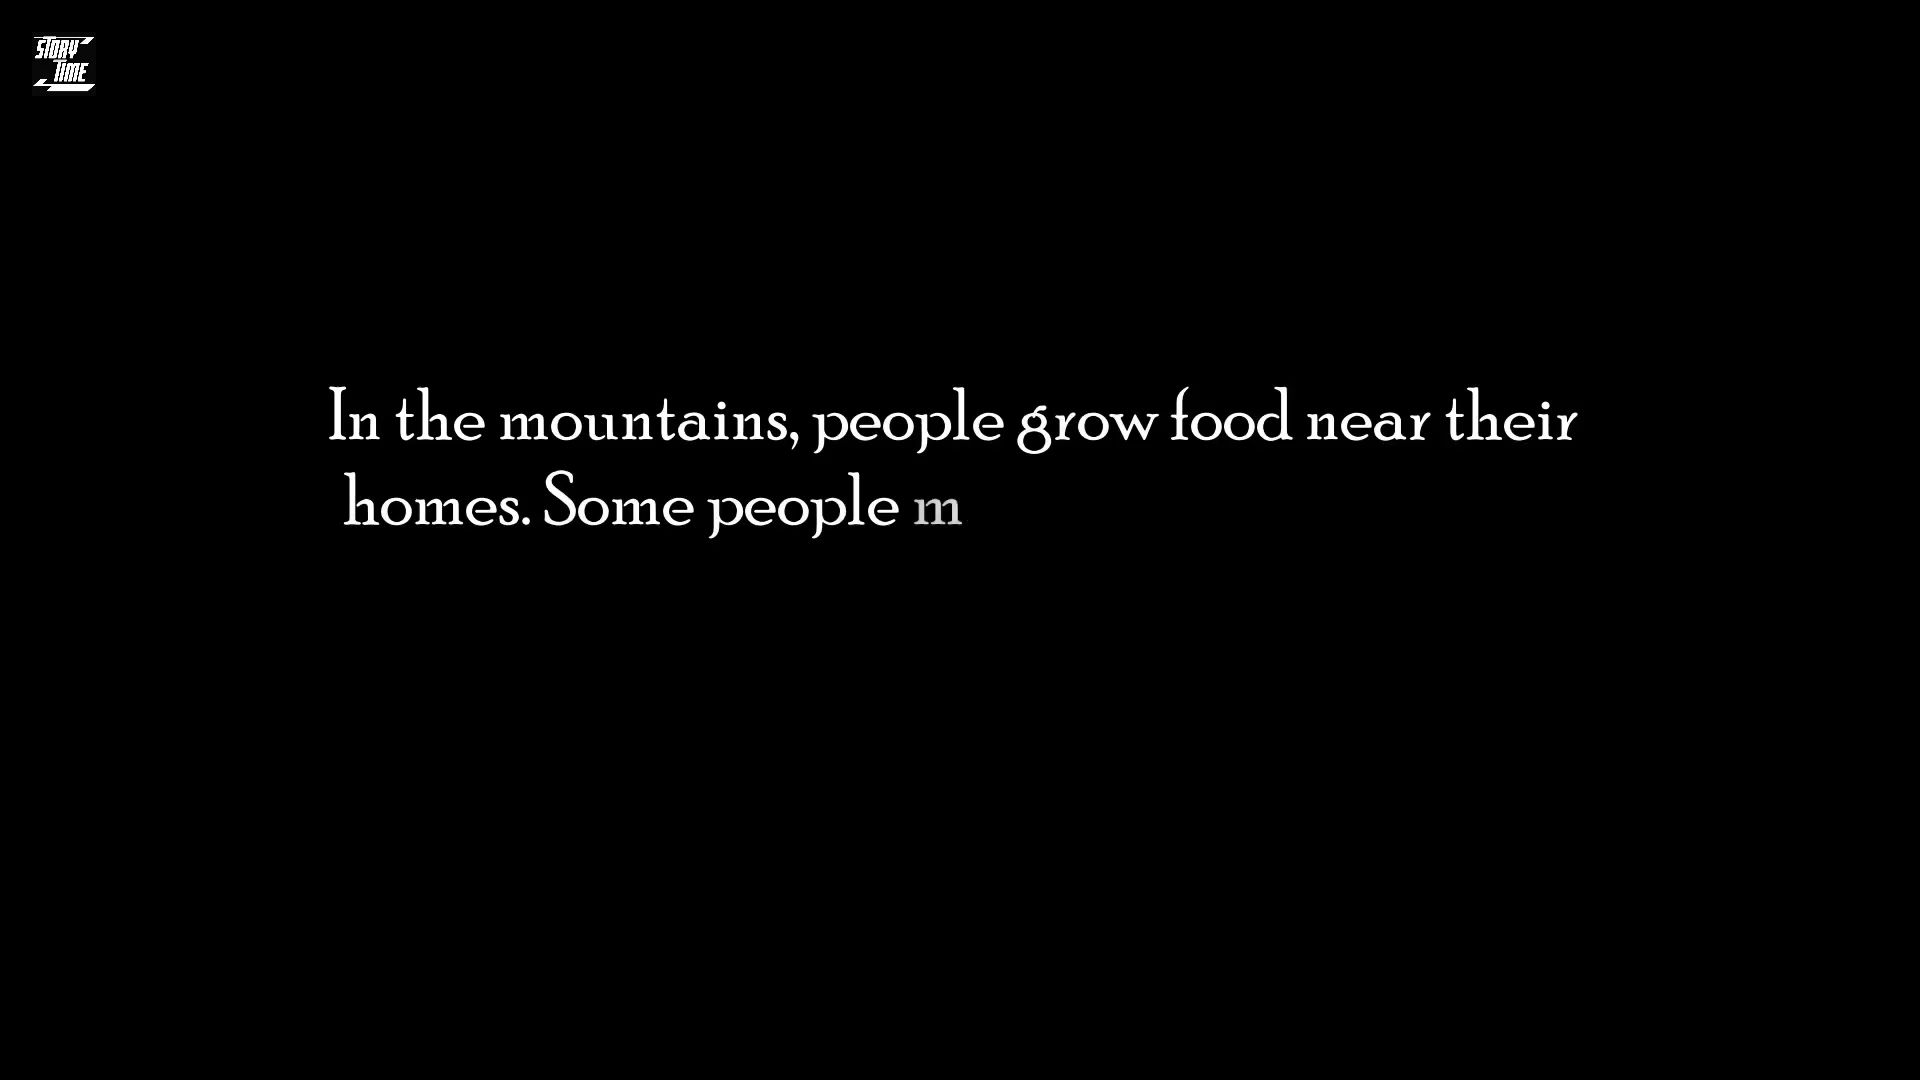 STORY
TIME
In the mountains, people grow food near their
homes. Some people m